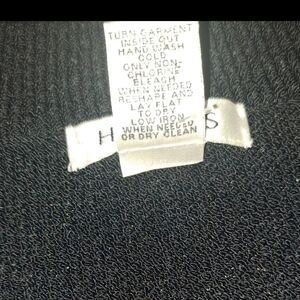 TURN GARMENT
INSIDE OUT
HAND WASH
COLD
ONLY NON-
CHLORINE
BLEACH
WHEN NEEDED
RESHAPE AND
LAY FLAT
TO DRY
LOW IRON
WHEN NEEDED
OR DRY CLEAN
H S